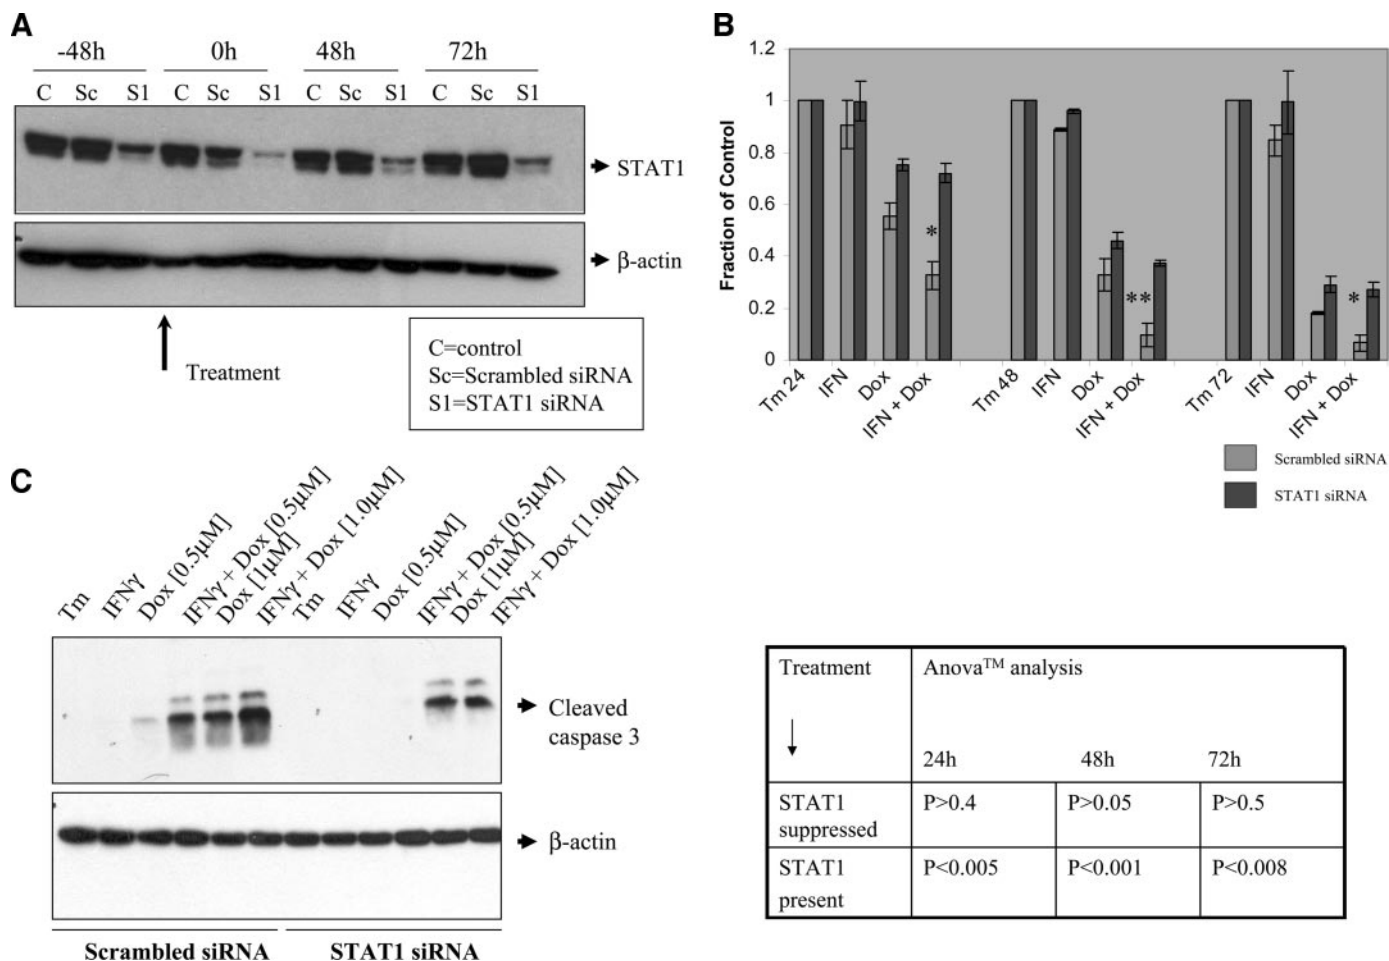 A
-48h 0h 48h 72h
C Sc S1 C Sc S1 C Sc S1 C Sc S1
STAT1
β-actin
Treatment
C=control
Sc=Scrambled siRNA
S1=STAT1 siRNA
B
Fraction of Control
1.2
1
0.8
0.6
0.4
0.2
0
*
**
*
Tm 24
IFN
Dox
IFN + Dox
Tm 48
IFN
Dox
IFN + Dox
Tm 72
IFN
Dox
IFN + Dox
Scrambled siRNA
STAT1 siRNA
C
Tm
IFNγ
Dox [0.5μM]
IFNγ + Dox [0.5μM]
Dox [1μM]
IFNγ + Dox [1.0μM]
Tm
IFNγ
Dox [0.5μM]
IFNγ + Dox [0.5μM]
Dox [1μM]
IFNγ + Dox [1.0μM]
Cleaved
caspase 3
β-actin
Scrambled siRNA STAT1 siRNA
Treatment Anova™ analysis
24h 48h 72h
STAT1 P>0.4 P>0.05 P>0.5
suppressed
STAT1 P<0.005 P<0.001 P<0.008
present